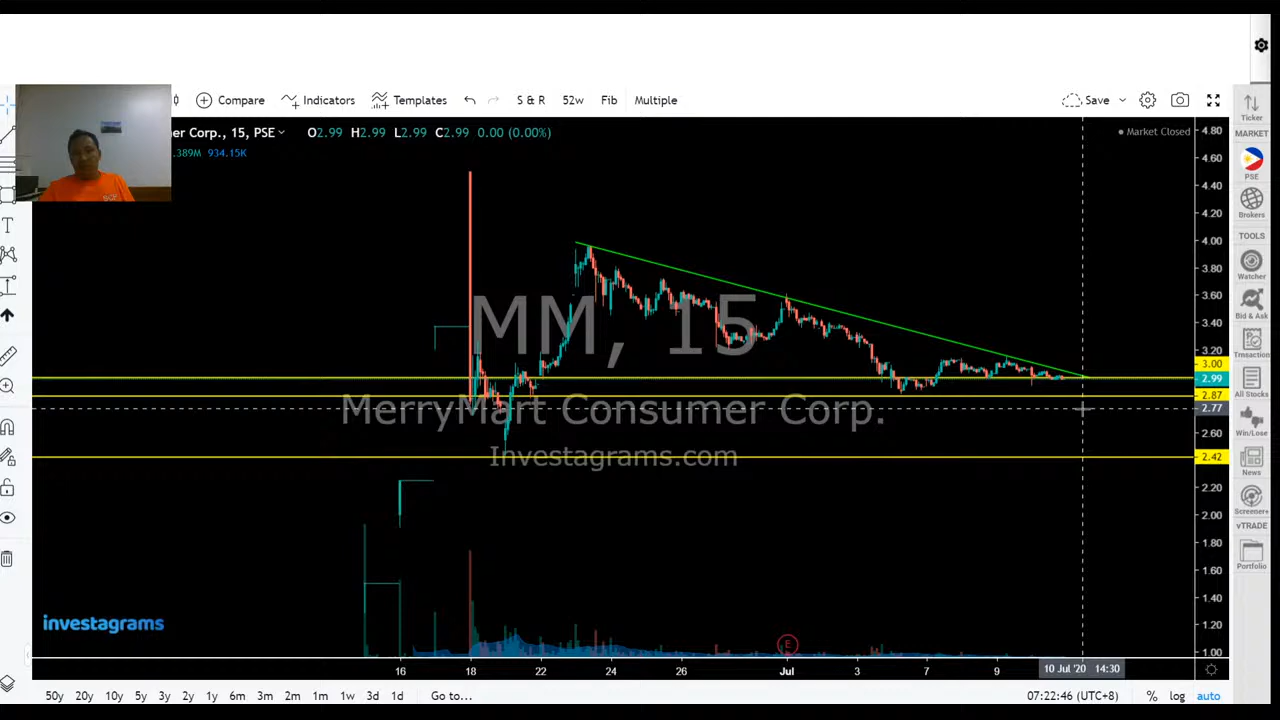 Compare
Indicators
Templates
S & R
52w
Fib
Multiple
Save
Ticker
er Corp., 15, PSE
O2.99 H2.99 L2.99 C2.99 0.00 (0.00%)
.389M 934.15K
Market Closed
MARKET
PSE
Brokers
TOOLS
Watcher
Bid & Ask
Trnsaction
All Stocks
Win/Lose
News
Screener+
vTRADE
Portfolio
4.80
4.60
4.40
4.20
4.00
3.80
3.60
3.40
3.20
3.00
2.99
2.87
2.77
2.60
2.42
2.20
2.00
1.80
1.60
1.40
1.20
1.00
MM, 15
MerryMart Consumer Corp.
Investagrams.com
investagrams
E
16 18 22 24 26 Jul 3 7 9 10 Jul '20 14:30
50y 20y 10y 5y 3y 2y 1y 6m 3m 2m 1m 1w 3d 1d Go to...
07:22:46 (UTC+8) % log auto